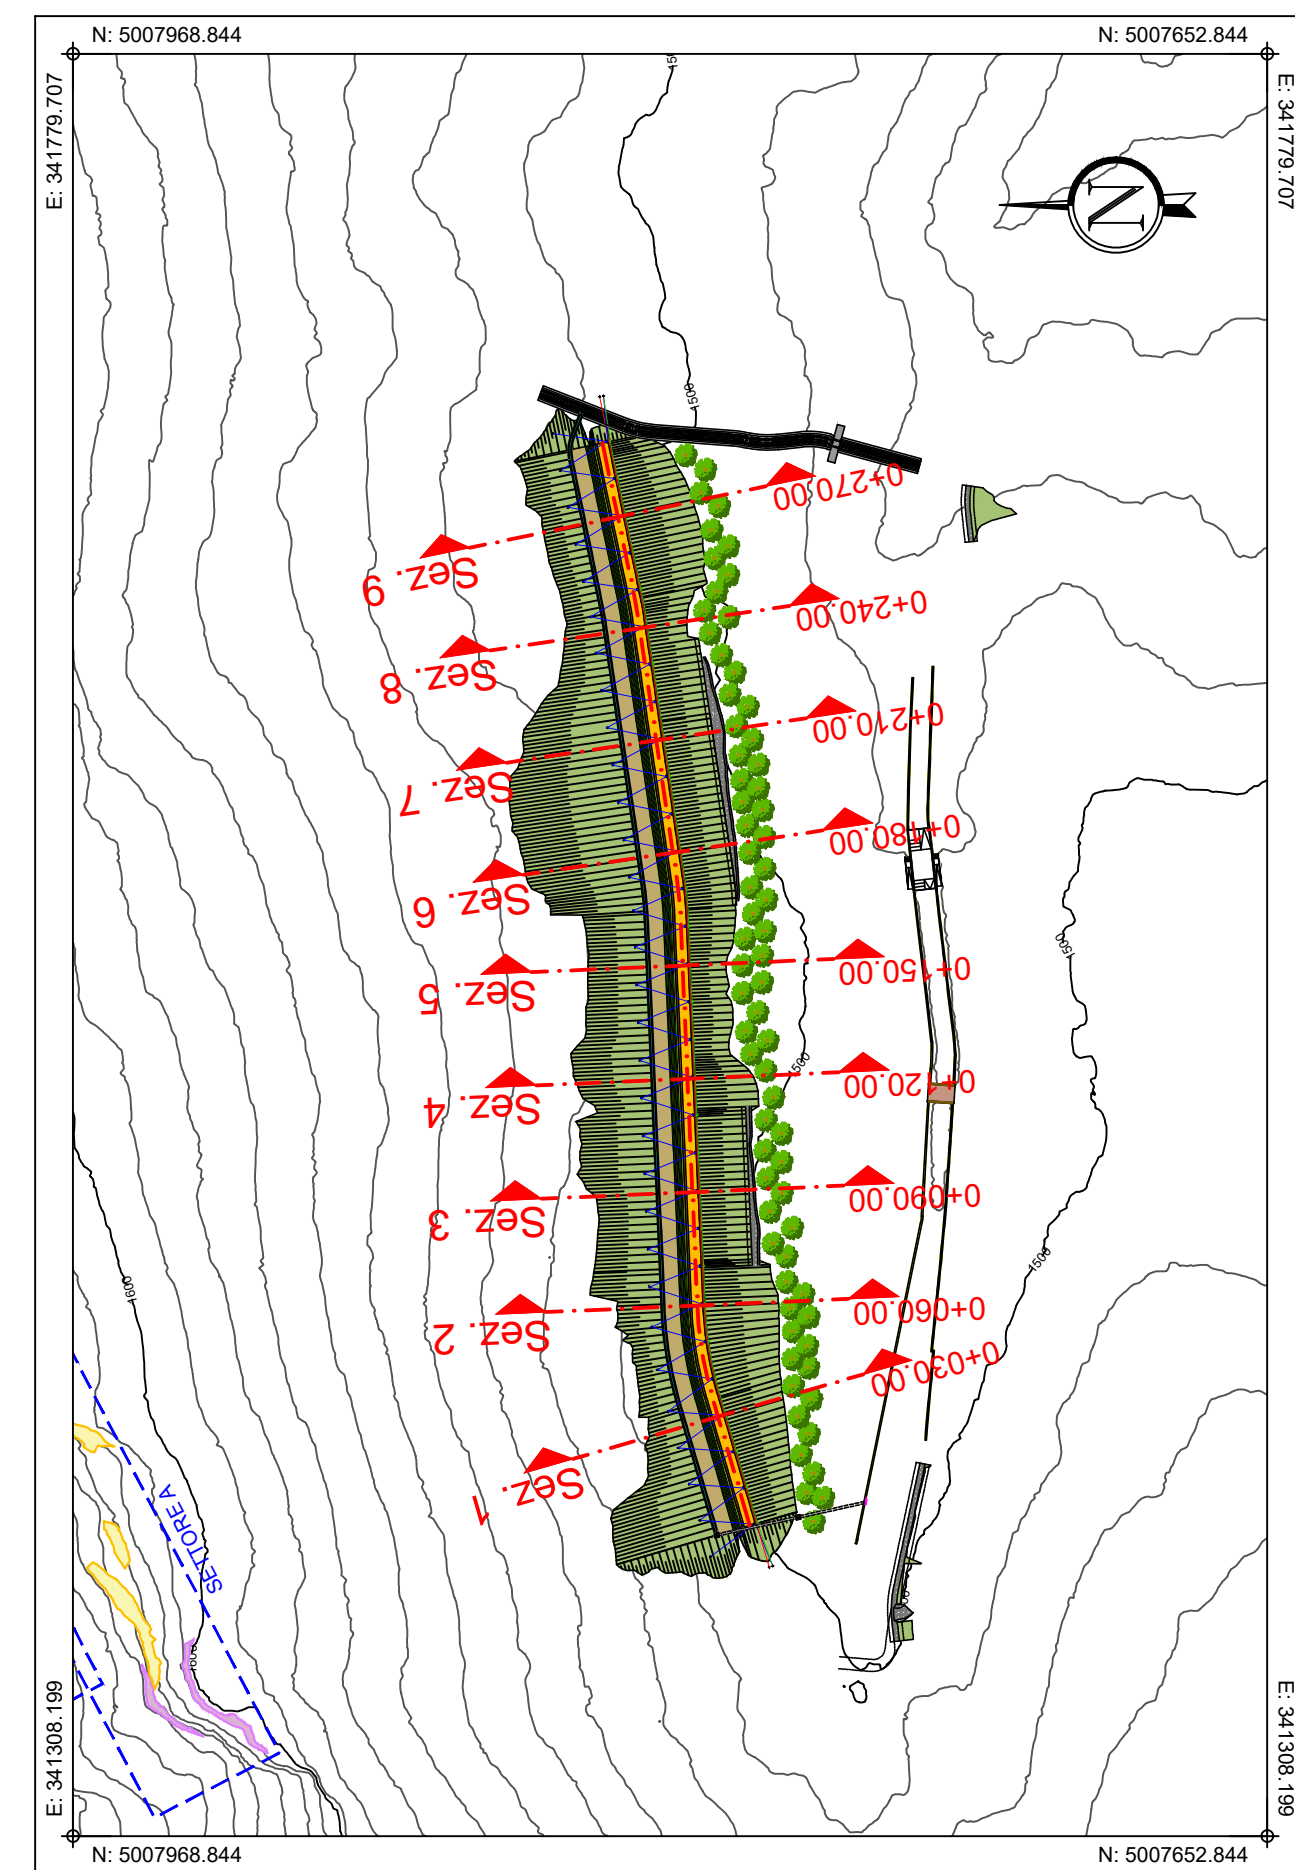 N: 5007968.844
N: 5007652.844
E: 341779.707
E: 341779.707
N
1500
0+270.00
Sez. 9
0+240.00
Sez. 8
0+210.00
Sez. 7
0+180.00
Sez. 6
1500
0+150.00
Sez. 5
1500
0+120.00
Sez. 4
0+090.00
Sez. 3
1500
1600
0+060.00
Sez. 2
0+030.00
Sez. 1
SETTORE A
1600
E: 341308.199
E: 341308.199
N: 5007968.844
N: 5007652.844